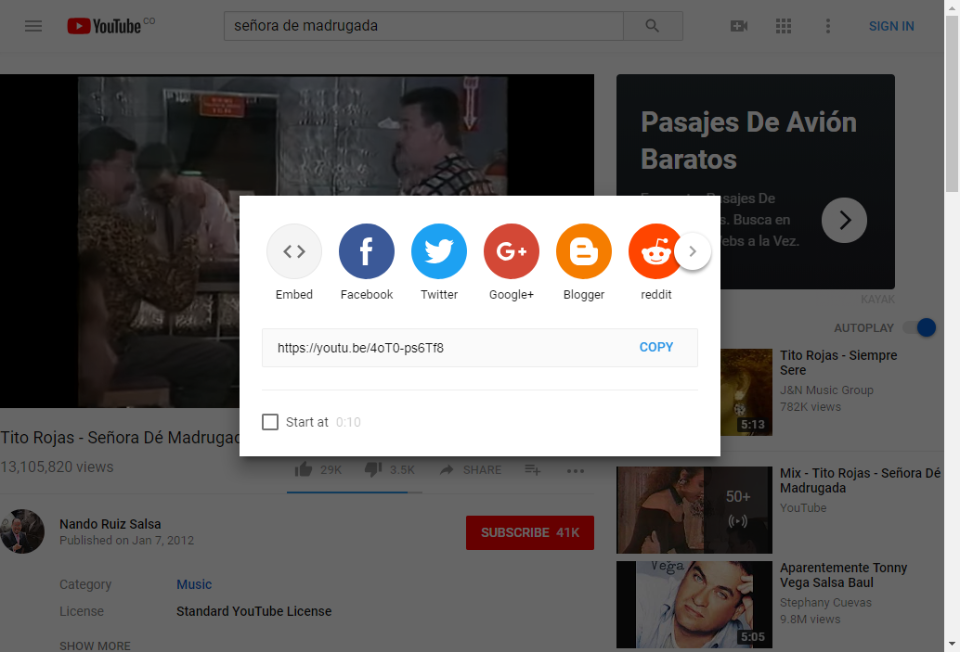 YouTube CO
señora de madrugada
SIGN IN
Pasajes De Avión
Baratos
Pasajes De
s. Busca en
Webs a la Vez.
KAYAK
Embed
Facebook
Twitter
Google+
Blogger
reddit
https://youtu.be/4oT0-ps6Tf8
COPY
Start at 0:10
AUTOPLAY
Tito Rojas - Siempre
Sere
J&N Music Group
782K views
5:13
Tito Rojas - Señora Dé Madrugad
13,105,820 views
29K
3.5K
SHARE
Nando Ruiz Salsa
Published on Jan 7, 2012
SUBSCRIBE 41K
Category
Music
License
Standard YouTube License
SHOW MORE
50+
Mix - Tito Rojas - Señora Dé
Madrugada
YouTube
Vega
5:05
Aparentemente Tonny
Vega Salsa Baul
Stephany Cuevas
9.8M views